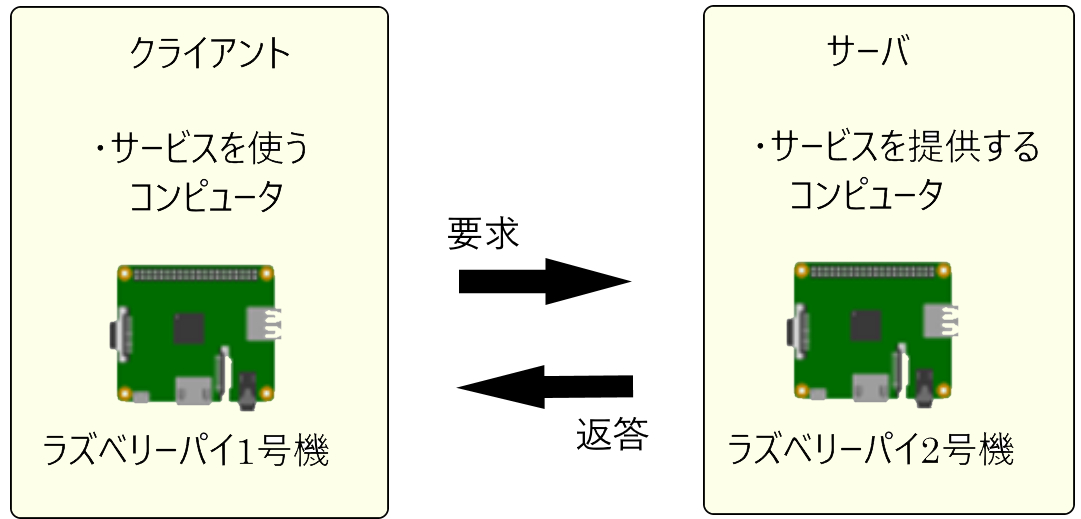 クライアント
・サービスを使う
コンピュータ
ラズベリーパイ1号機
要求
返答
サーバ
・サービスを提供する
コンピュータ
ラズベリーパイ2号機